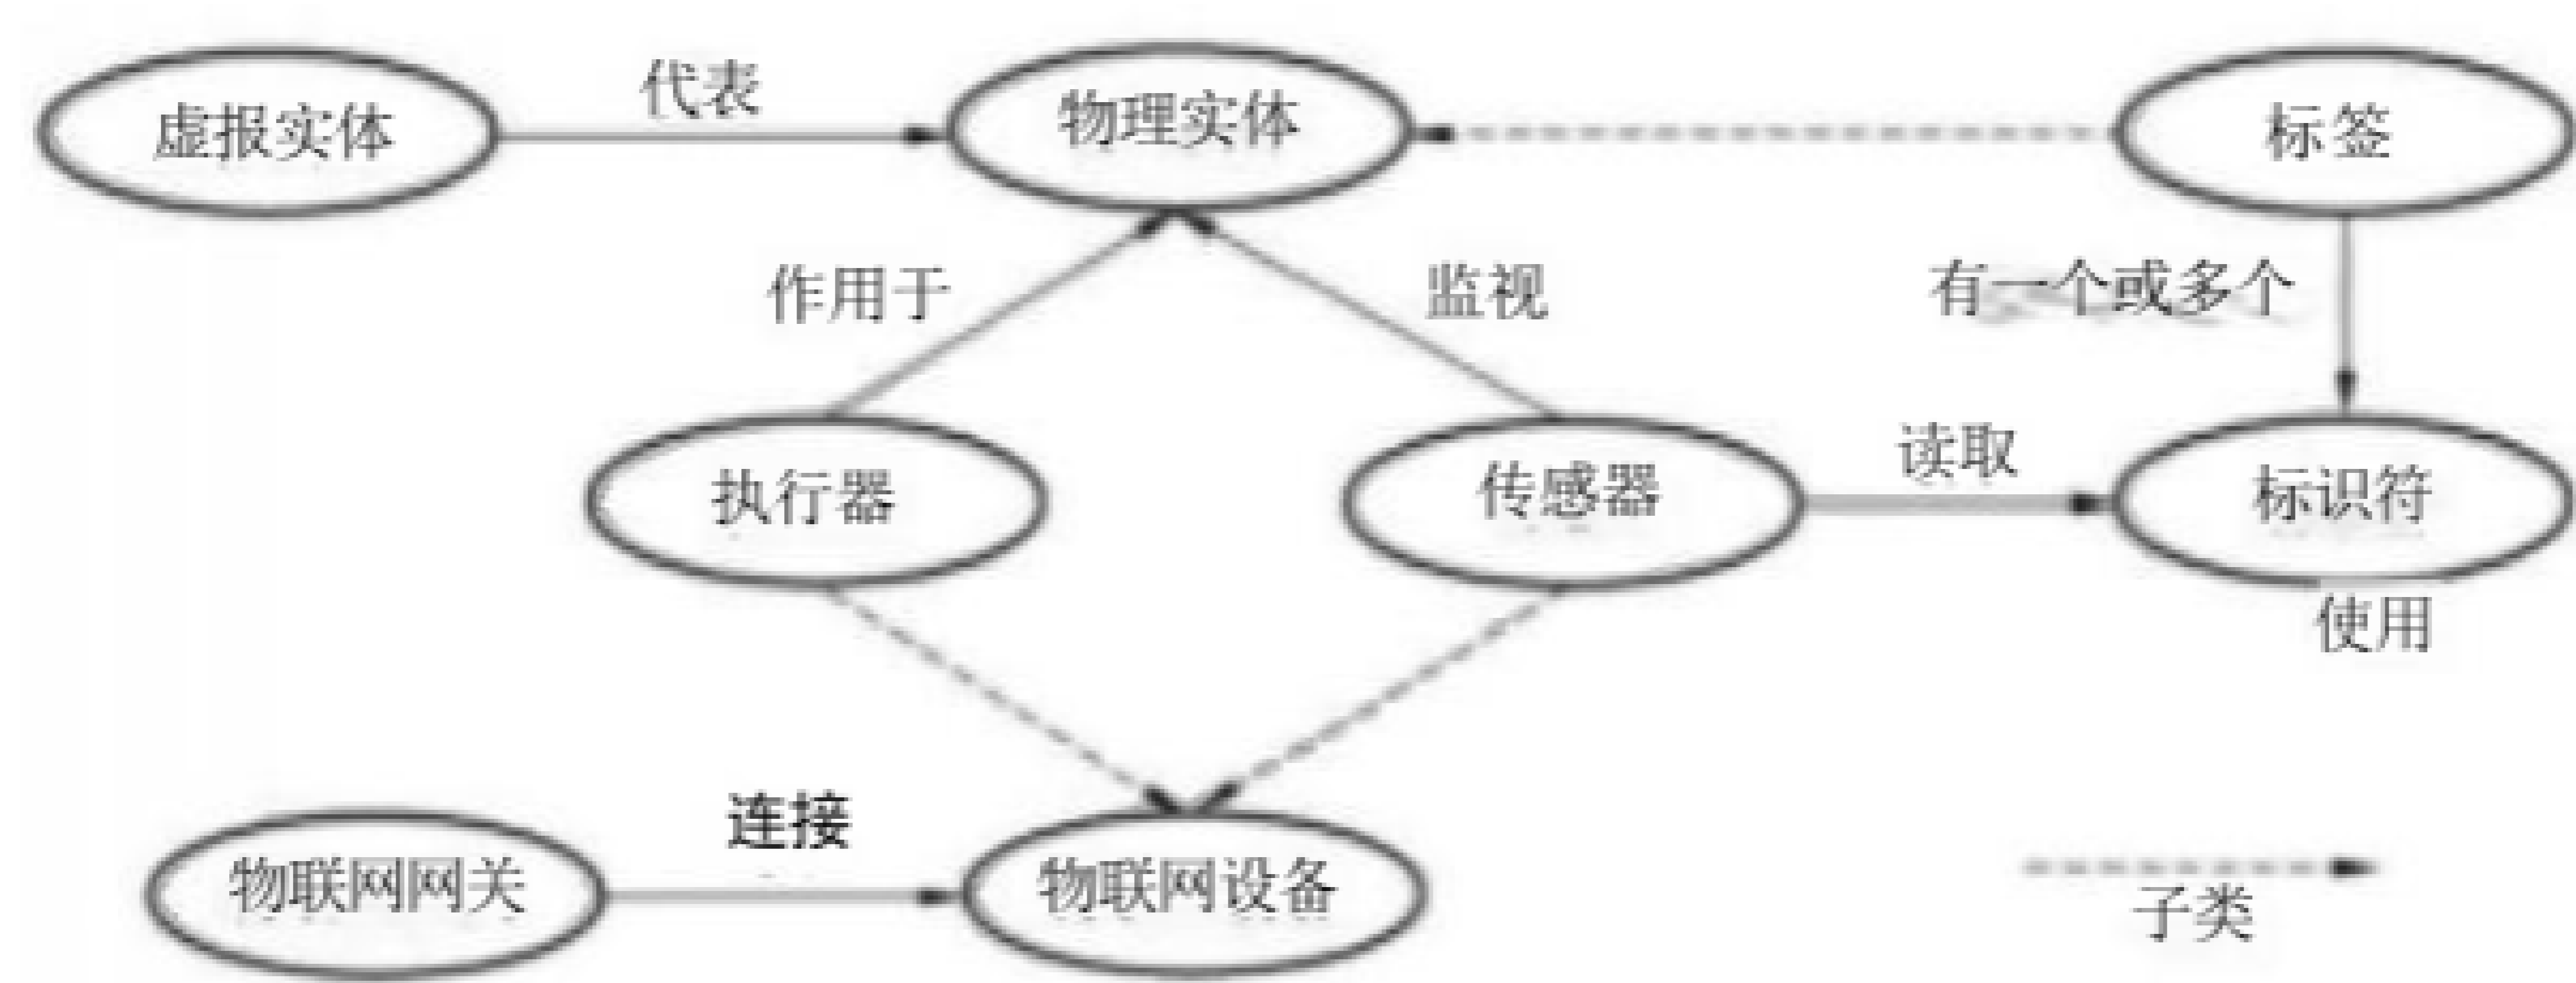 代表
虚报实体
物理实体
标签
作用于
监视
有一个或多个
执行器
传感器
读取
标识符
使用
连接
物联网网关
物联网设备
子类